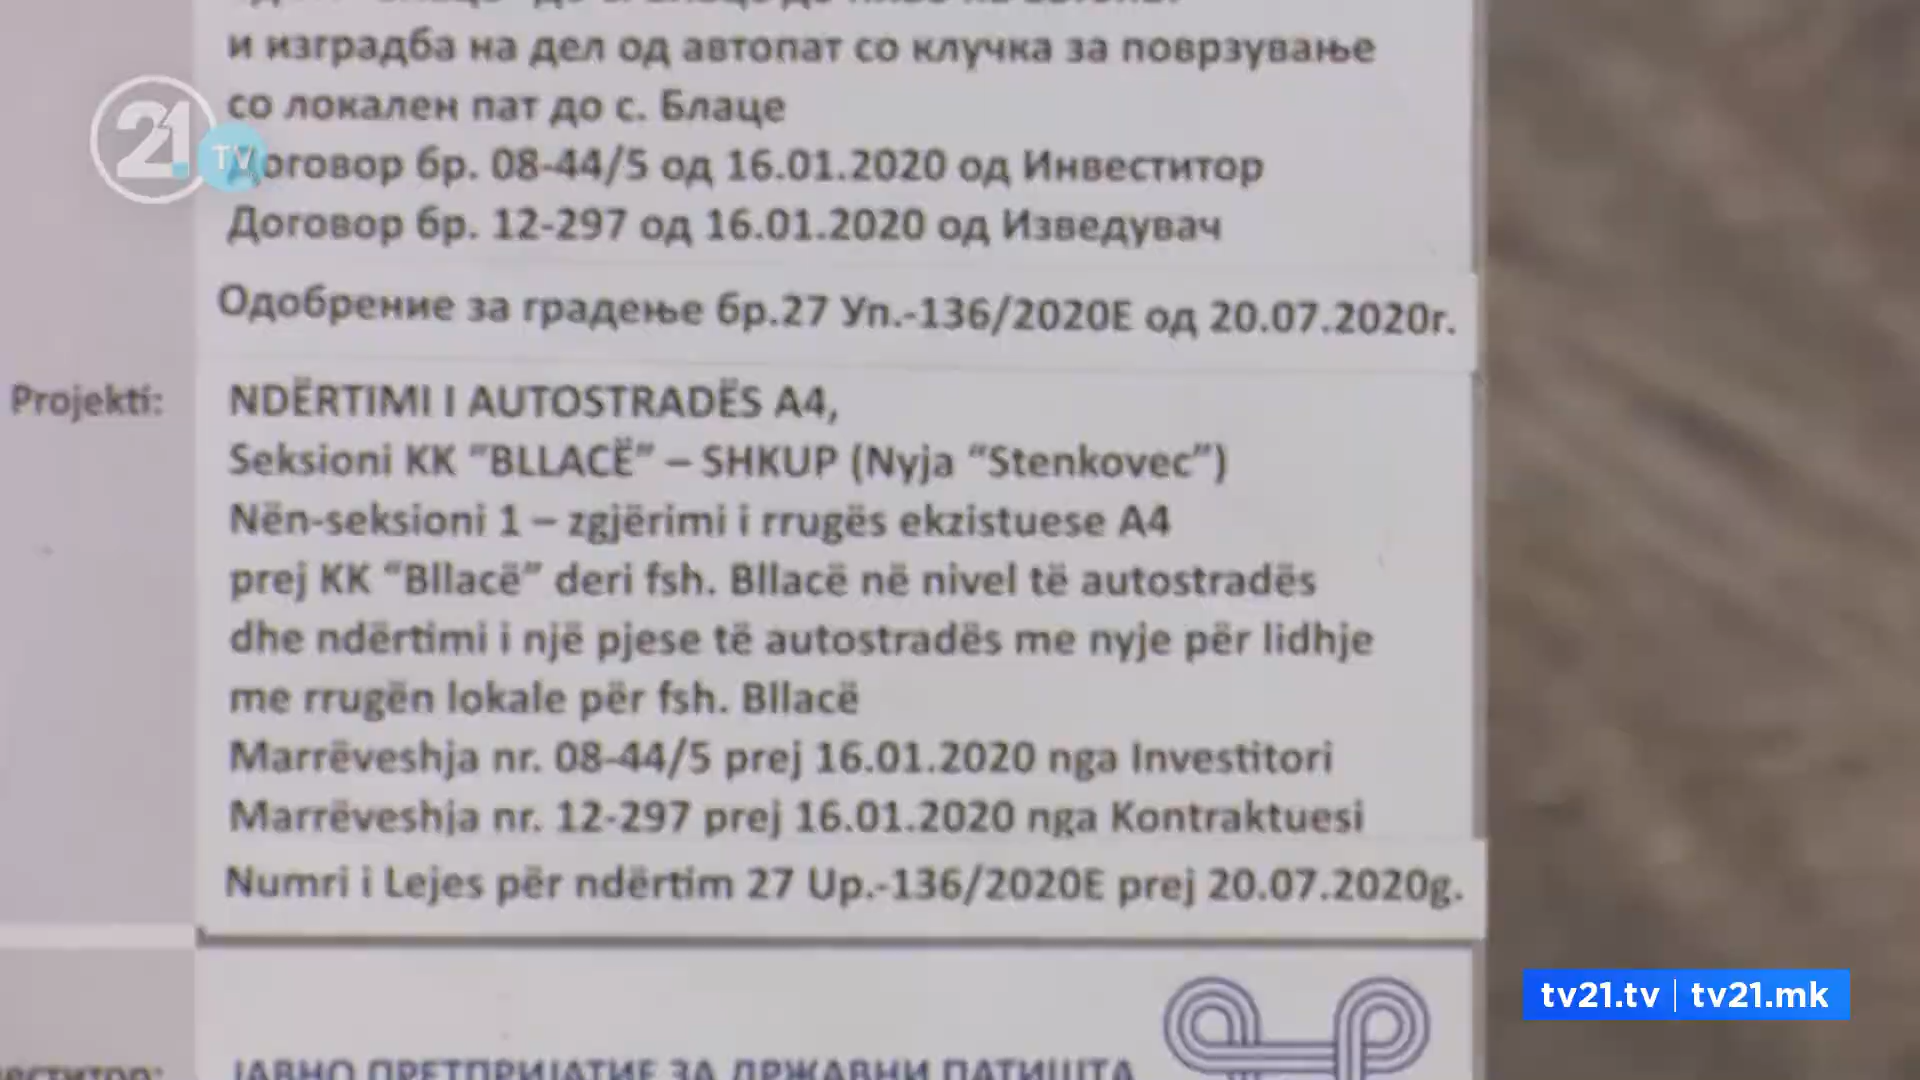 и изградба на дел од автопат со клучка за поврзување
со локален пат до с. Блаце
Договор бр. 08-44/5 од 16.01.2020 од Инвеститор
Договор бр. 12-297 од 16.01.2020 од Изведувач
Одобрение за градење бр.27 Уп.-136/2020Е од 20.07.2020г.
Projekti:
NDËRTIMI I AUTOSTRADËS A4,
Seksioni KK “BLLACË” – SHKUP (Nyja “Stenkovec”)
Nën-seksioni 1 – zgjërimi i rrugës ekzistuese A4
prej KK “Bllacë” deri fsh. Bllacë në nivel të autostradës
dhe ndërtimi i një pjese të autostradës me nyje për lidhje
me rrugën lokale për fsh. Bllacë
Marrëveshja nr. 08-44/5 prej 16.01.2020 nga Investitori
Marrëveshja nr. 12-297 prej 16.01.2020 nga Kontraktuesi
Numri i Lejes për ndërtim 27 Up.-136/2020E prej 20.07.2020g.
ЈАВНО ПРЕТПРИЈАТИЕ ЗА ДРЖАВНИ ПАТИШТА
21 TV
tv21.tv | tv21.mk